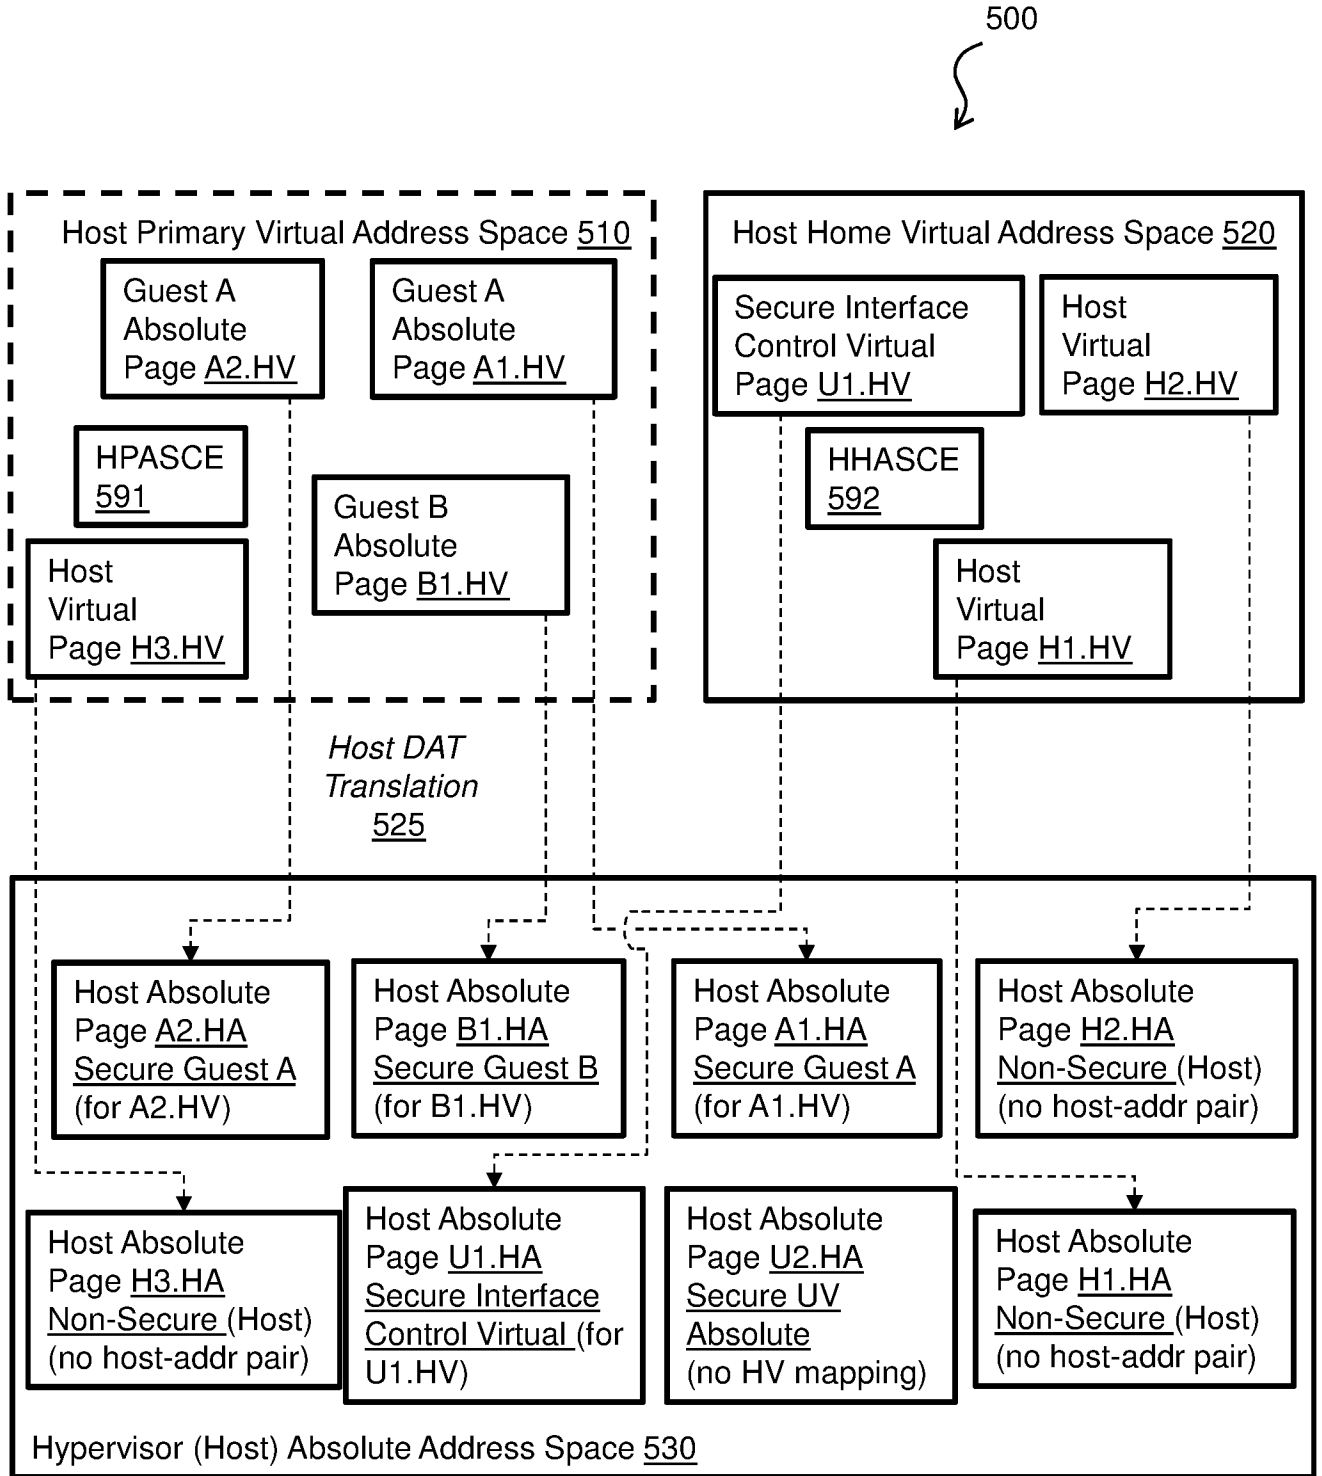 500
Host Primary Virtual Address Space 510
Guest A
Absolute
Page A2.HV
Guest A
Absolute
Page A1.HV
HPASCE
591
Guest B
Absolute
Page B1.HV
Host
Virtual
Page H3.HV
Host Home Virtual Address Space 520
Secure Interface
Control Virtual
Page U1.HV
Host
Virtual
Page H2.HV
HHASCE
592
Host
Virtual
Page H1.HV
Host DAT
Translation
525
Host Absolute
Page A2.HA
Secure Guest A
(for A2.HV)
Host Absolute
Page B1.HA
Secure Guest B
(for B1.HV)
Host Absolute
Page A1.HA
Secure Guest A
(for A1.HV)
Host Absolute
Page H2.HA
Non-Secure (Host)
(no host-addr pair)
Host Absolute
Page H3.HA
Non-Secure (Host)
(no host-addr pair)
Host Absolute
Page U1.HA
Secure Interface
Control Virtual (for
U1.HV)
Host Absolute
Page U2.HA
Secure UV
Absolute
(no HV mapping)
Host Absolute
Page H1.HA
Non-Secure (Host)
(no host-addr pair)
Hypervisor (Host) Absolute Address Space 530